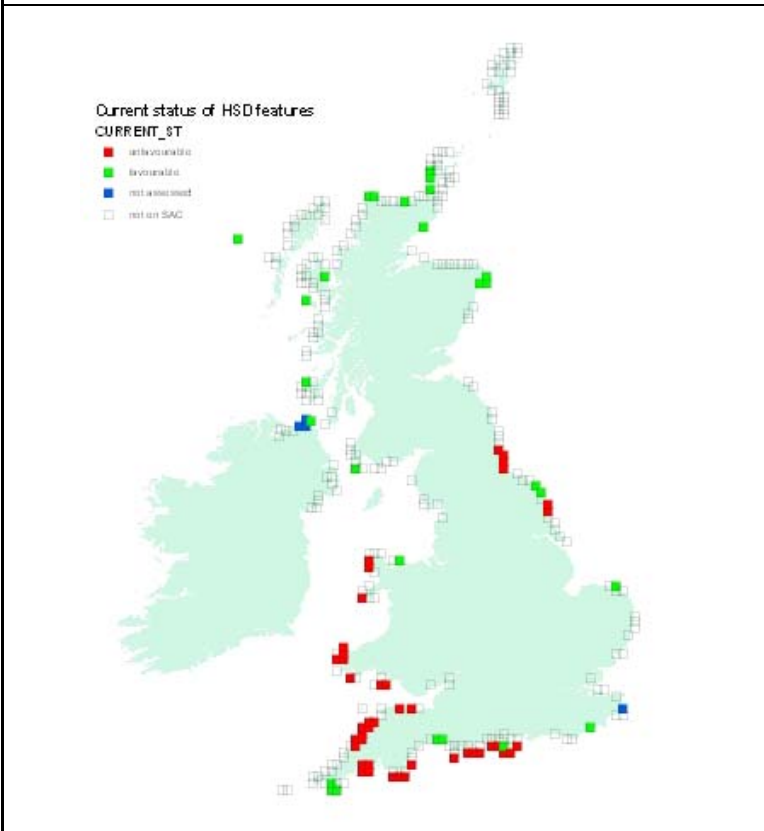 Current status of HSD features
CURRENT_ST
unfavourable
favourable
not assessed
not on SAC